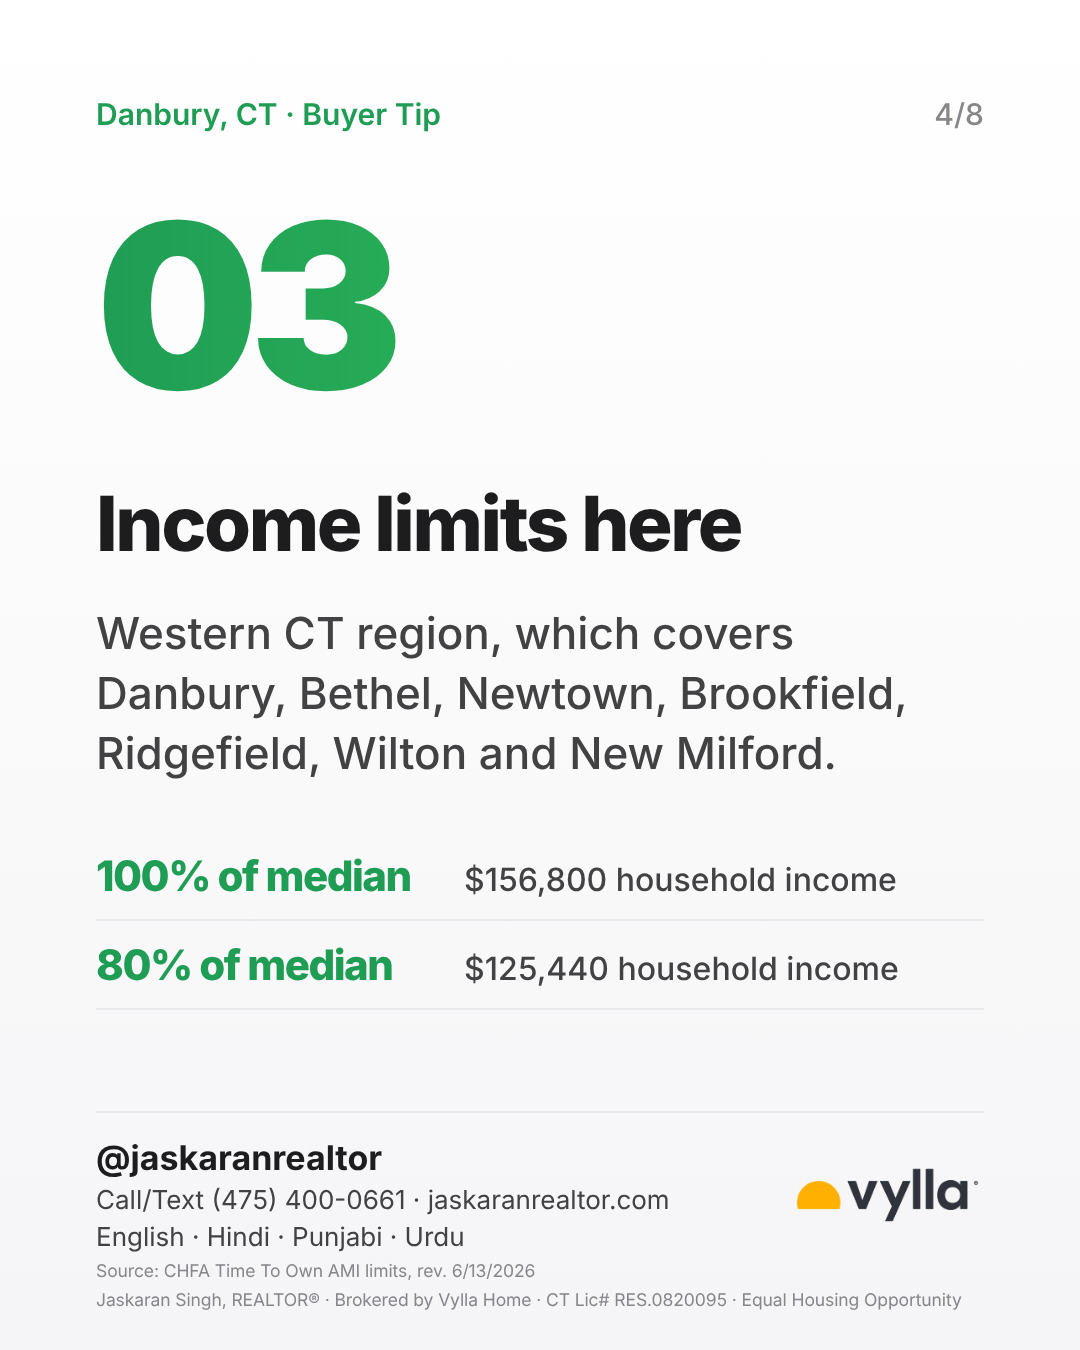 Danbury, CT · Buyer Tip
4/8
03
Income limits here
Western CT region, which covers
Danbury, Bethel, Newtown, Brookfield,
Ridgefield, Wilton and New Milford.
100% of median $156,800 household income
80% of median $125,440 household income
@jaskaranrealtor
Call/Text (475) 400-0661 · jaskaranrealtor.com
English · Hindi · Punjabi · Urdu
vylla
Source: CHFA Time To Own AMI limits, rev. 6/13/2026
Jaskaran Singh, REALTOR® · Brokered by Vylla Home · CT Lic# RES.0820095 · Equal Housing Opportunity